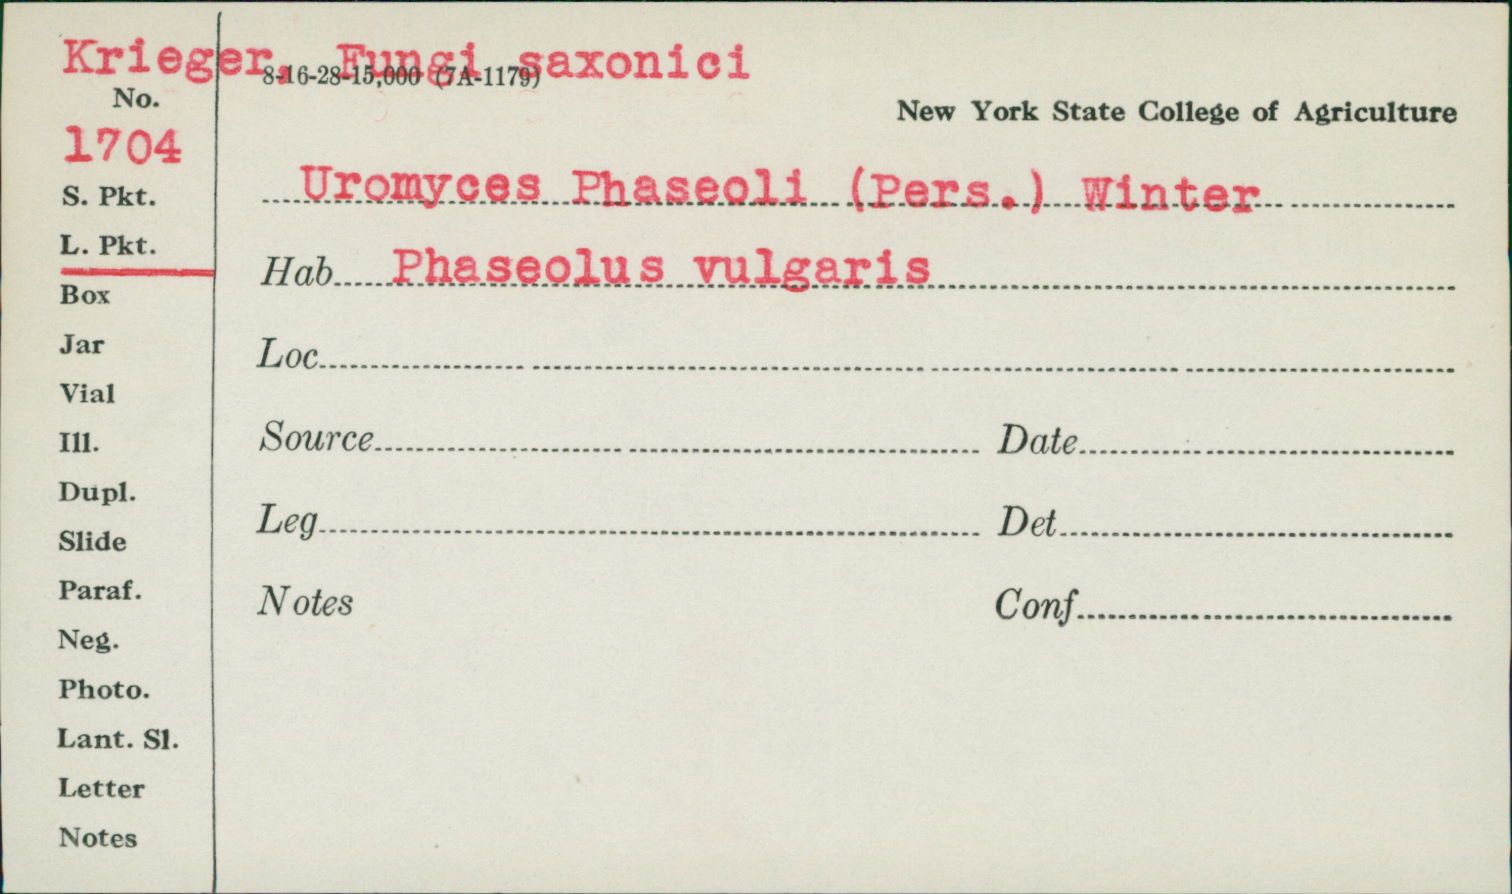 Krieger, Fungi saxonici
8-16-28-15,000 (7A-1179)
No.
New York State College of Agriculture
1704
S. Pkt.
Uromyces Phaseoli (Pers.) Winter
L. Pkt.
Hab Phaseolus vulgaris
Box
Jar
Loc
Vial
Ill.
Source Date
Dupl.
Slide
Leg Det
Paraf.
Notes Conf
Neg.
Photo.
Lant. Sl.
Letter
Notes